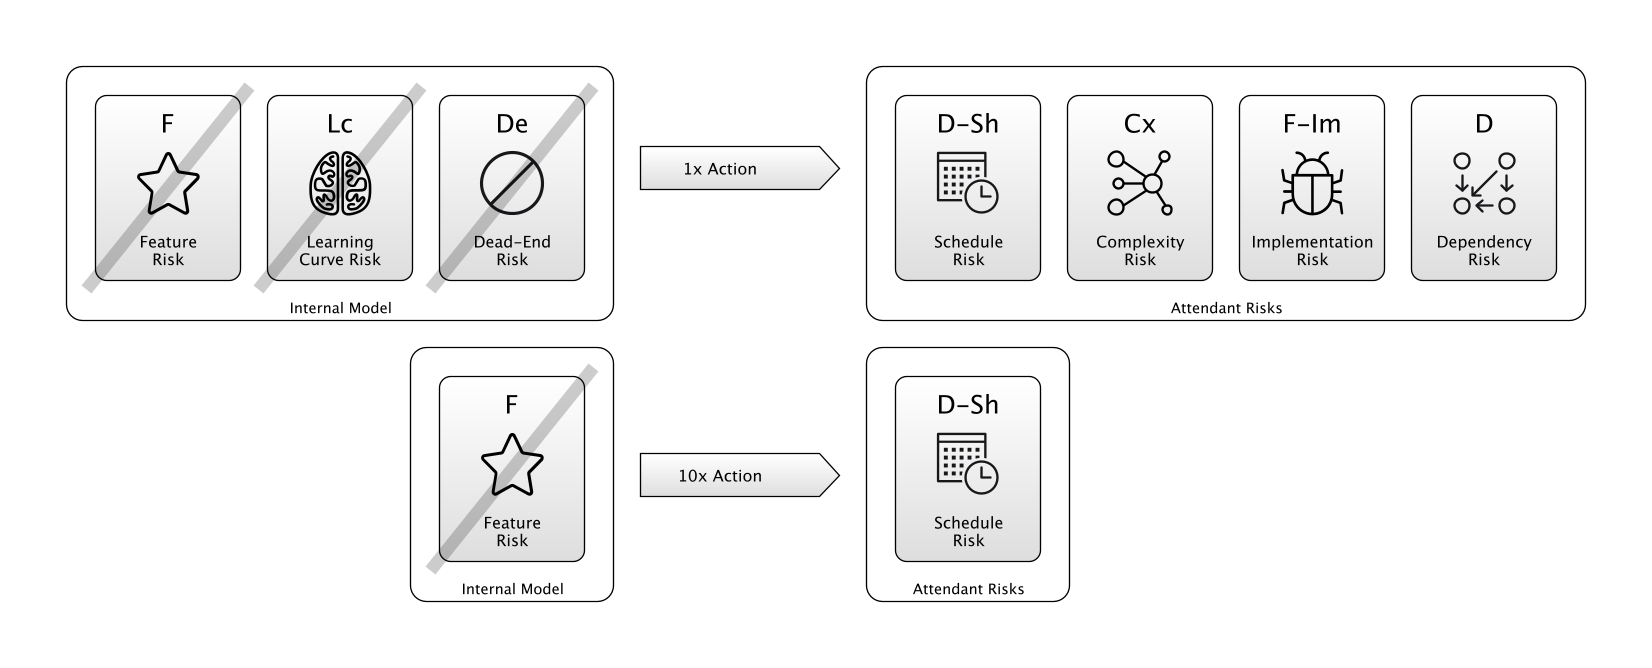 F
Feature
Risk
Lc
Learning
Curve Risk
De
Dead-End
Risk
Internal Model
1x Action
D-Sh
Schedule
Risk
Cx
Complexity
Risk
F-Im
Implementation
Risk
D
Dependency
Risk
Attendant Risks
F
Feature
Risk
Internal Model
10x Action
D-Sh
Schedule
Risk
Attendant Risks